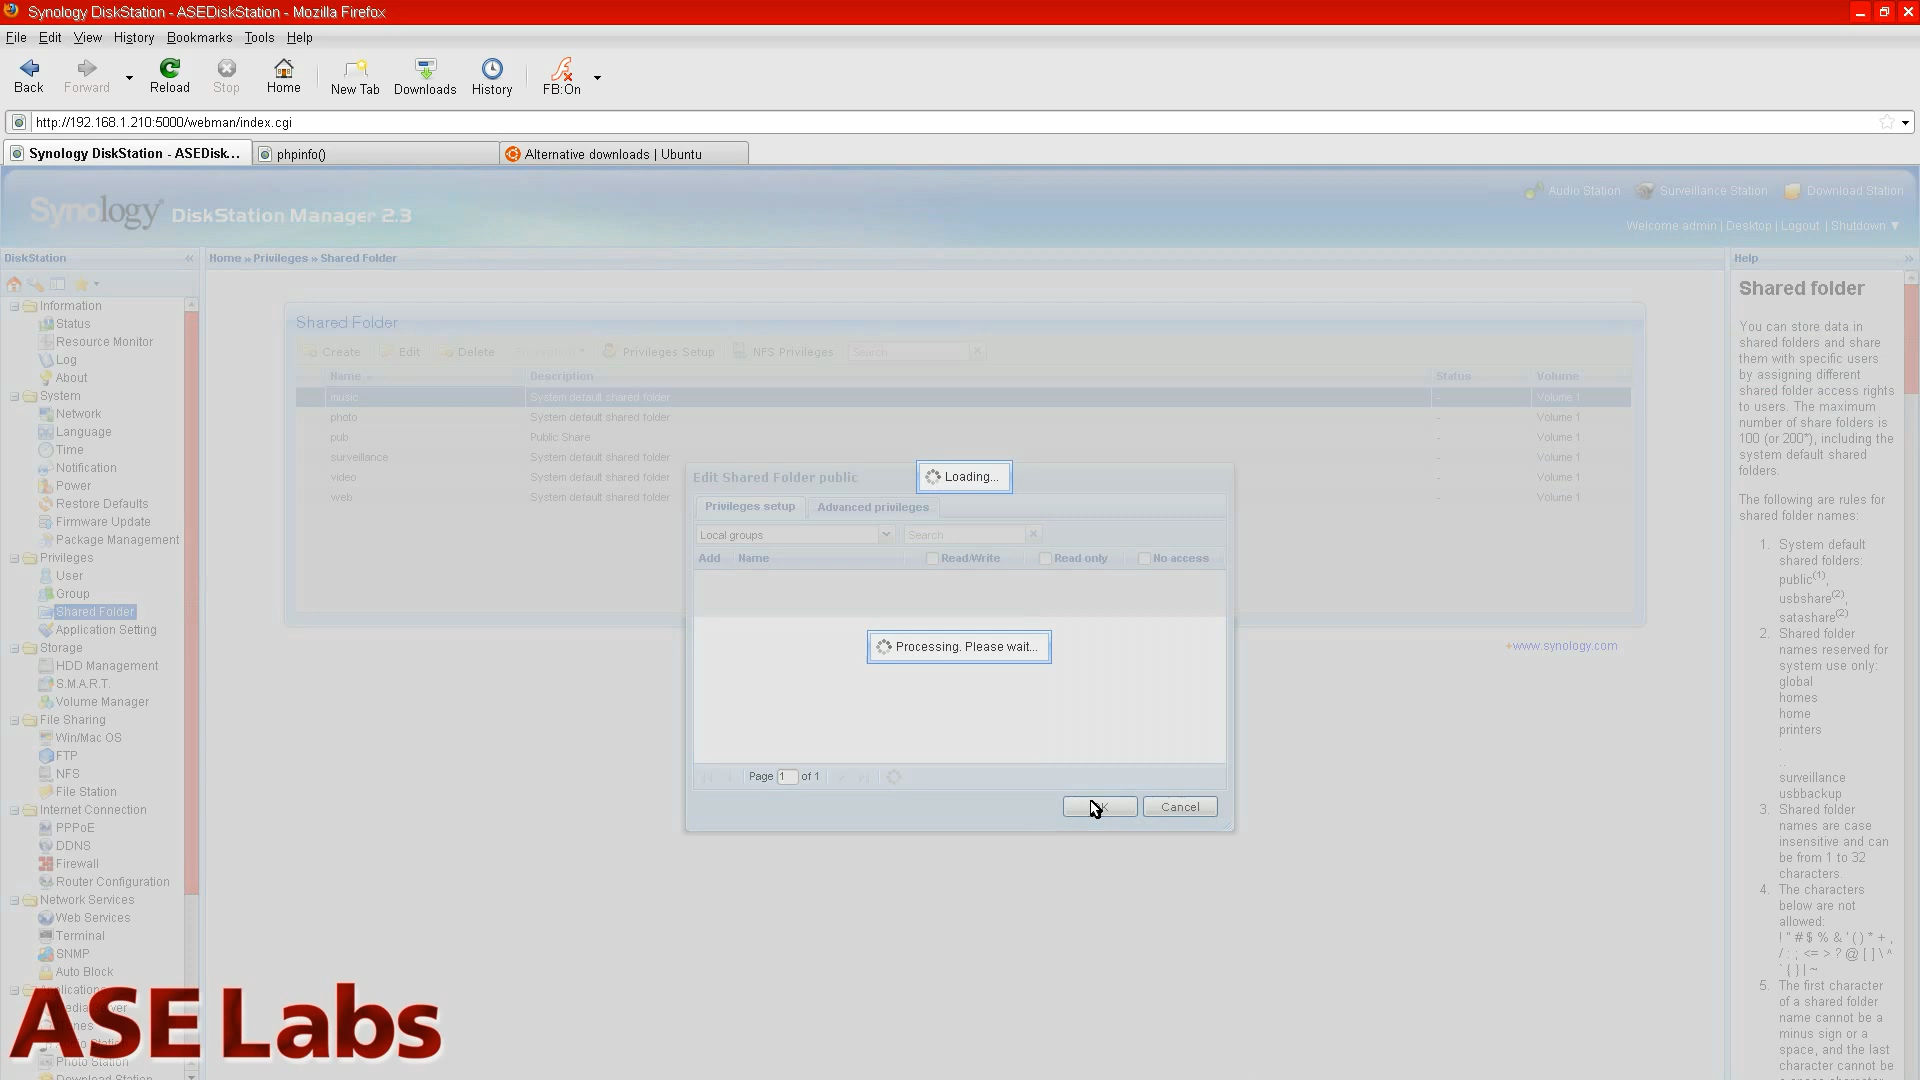 Synology DiskStation - ASEDiskStation - Mozilla Firefox
File Edit View History Bookmarks Tools Help
Back Forward Reload Stop Home New Tab Downloads History FB:On
http://192.168.1.210:5000/webman/index.cgi
Synology DiskStation - ASEDisk... phpinfo() Alternative downloads | Ubuntu
Audio Station Surveillance Station Download Station
Synology DiskStation Manager 2.3
Welcome admin | Desktop | Logout | Shutdown
DiskStation «
Information
Status
Resource Monitor
Log
About
System
Network
Language
Time
Notification
Power
Restore Defaults
Firmware Update
Package Management
Privileges
User
Group
Shared Folder
Application Setting
Storage
HDD Management
S.M.A.R.T.
Volume Manager
File Sharing
Win/Mac OS
FTP
NFS
File Station
Internet Connection
PPPoE
DDNS
Firewall
Router Configuration
Network Services
Web Services
Terminal
SNMP
Auto Block
Photo Station
Download Station
Home » Privileges » Shared Folder
Shared Folder
Create Edit Delete Encryption Privileges Setup NFS Privileges Search
Name Description Status Volume
music System default shared folder - Volume 1
photo System default shared folder - Volume 1
pub Public Share - Volume 1
surveillance System default shared folder - Volume 1
video System default shared folder - Volume 1
web System default shared folder - Volume 1
Edit Shared Folder public
Loading...
Privileges setup Advanced privileges
Local groups Search
Add Name Read/Write Read only No access
Processing. Please wait...
Page 1 of 1
Cancel
www.synology.com
Help »
Shared folder
You can store data in
shared folders and share
them with specific users
by assigning different
shared folder access rights
to users. The maximum
number of share folders is
100 (or 200*), including the
system default shared
folders.
The following are rules for
shared folder names:
1. System default
shared folders:
public(1),
usbshare(2),
satashare(2)
2. Shared folder
names reserved for
system use only:
global
homes
home
printers
.
..
surveillance
usbbackup
3. Shared folder
names are case
insensitive and can
be from 1 to 32
characters.
4. The characters
below are not
allowed:
! " # $ % & ' ( ) * + ,
/ : ; < = > ? @ [ ] \ ^
` { } | ~
5. The first character
of a shared folder
name cannot be a
minus sign or a
space, and the last
character cannot be
ASE Labs